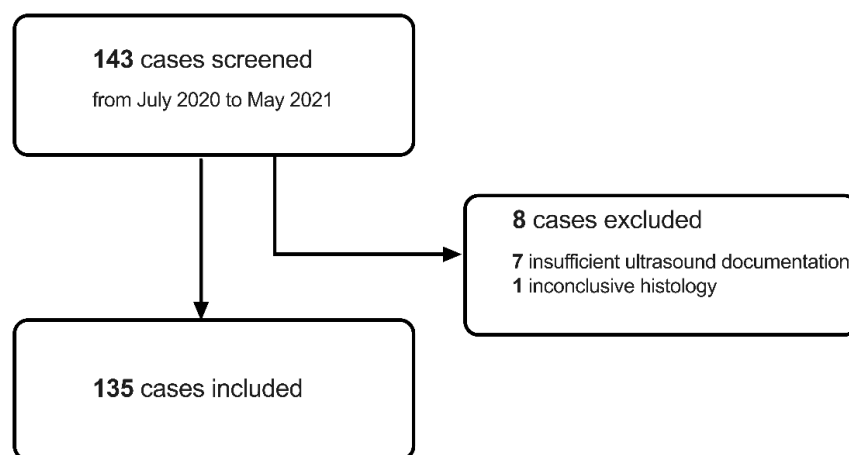 143 cases screened
from July 2020 to May 2021
8 cases excluded
7 insufficient ultrasound documentation
1 inconclusive histology
135 cases included